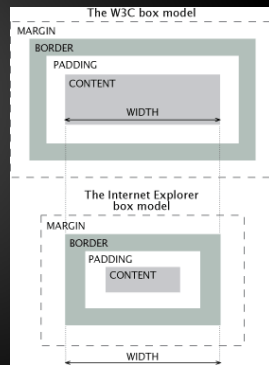 The W3C box model
MARGIN
BORDER
PADDING
CONTENT
WIDTH
The Internet Explorer
box model
MARGIN
BORDER
PADDING
CONTENT
WIDTH